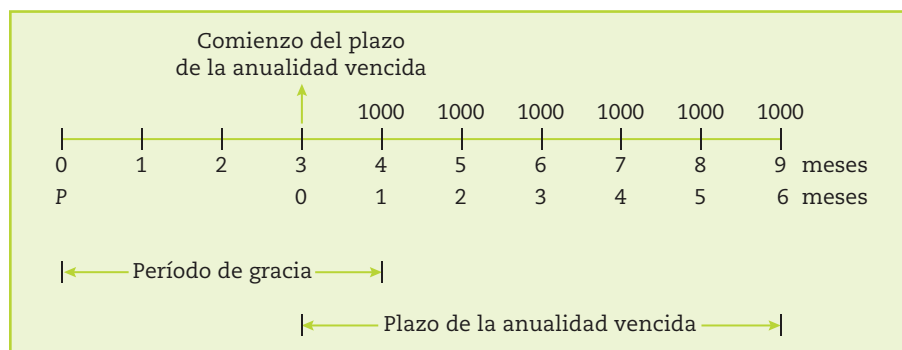 Comienzo del plazo
de la anualidad vencida
1000 1000 1000 1000 1000 1000
0 1 2 3 4 5 6 7 8 9 meses
P 0 1 2 3 4 5 6 meses
Período de gracia
Plazo de la anualidad vencida